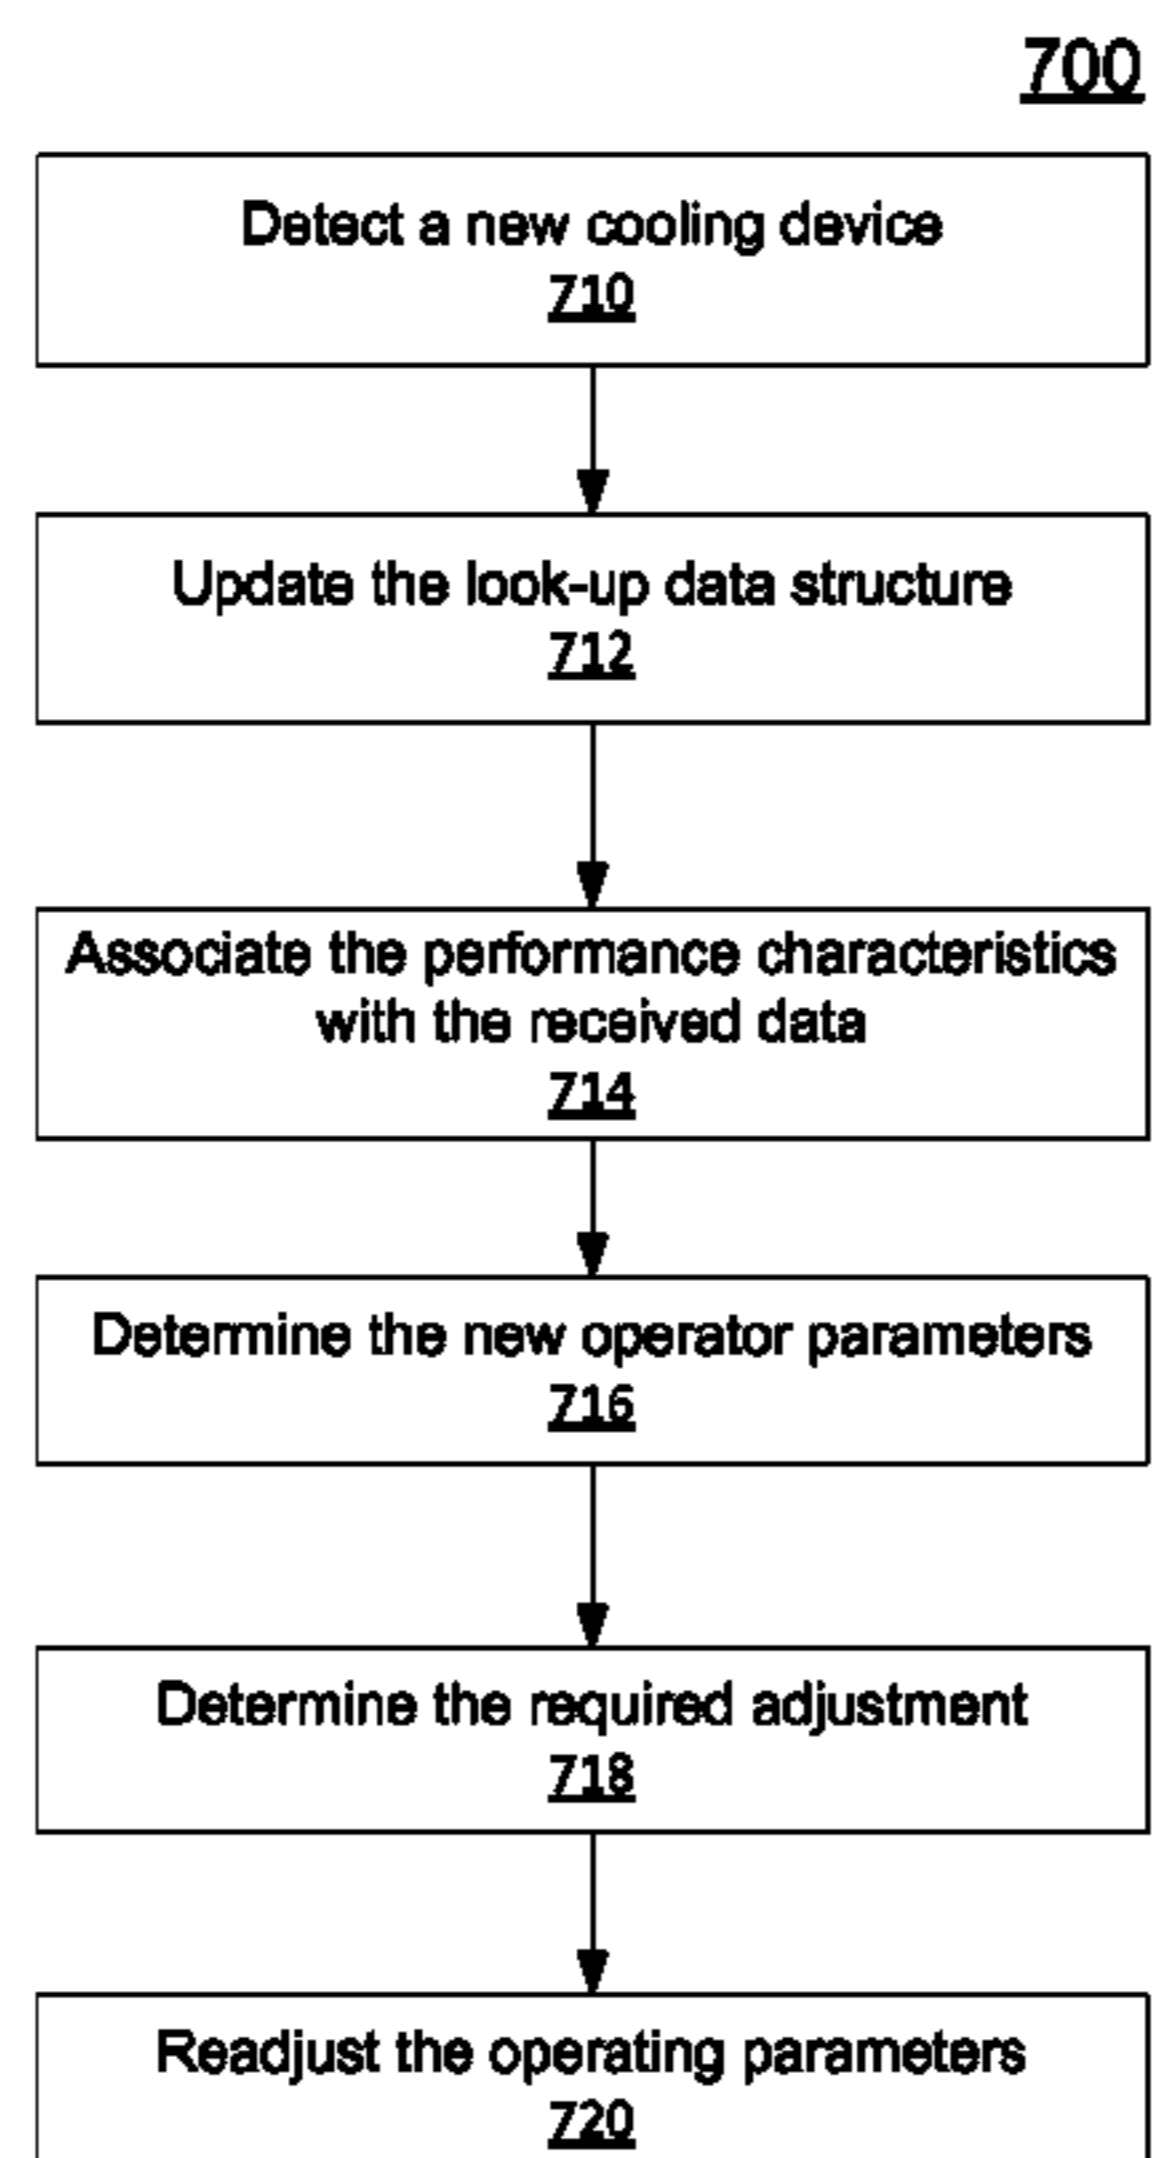 700
Detect a new cooling device
710
Update the look-up data structure
712
Associate the performance characteristics
with the received data
714
Determine the new operator parameters
716
Determine the required adjustment
718
Readjust the operating parameters
720